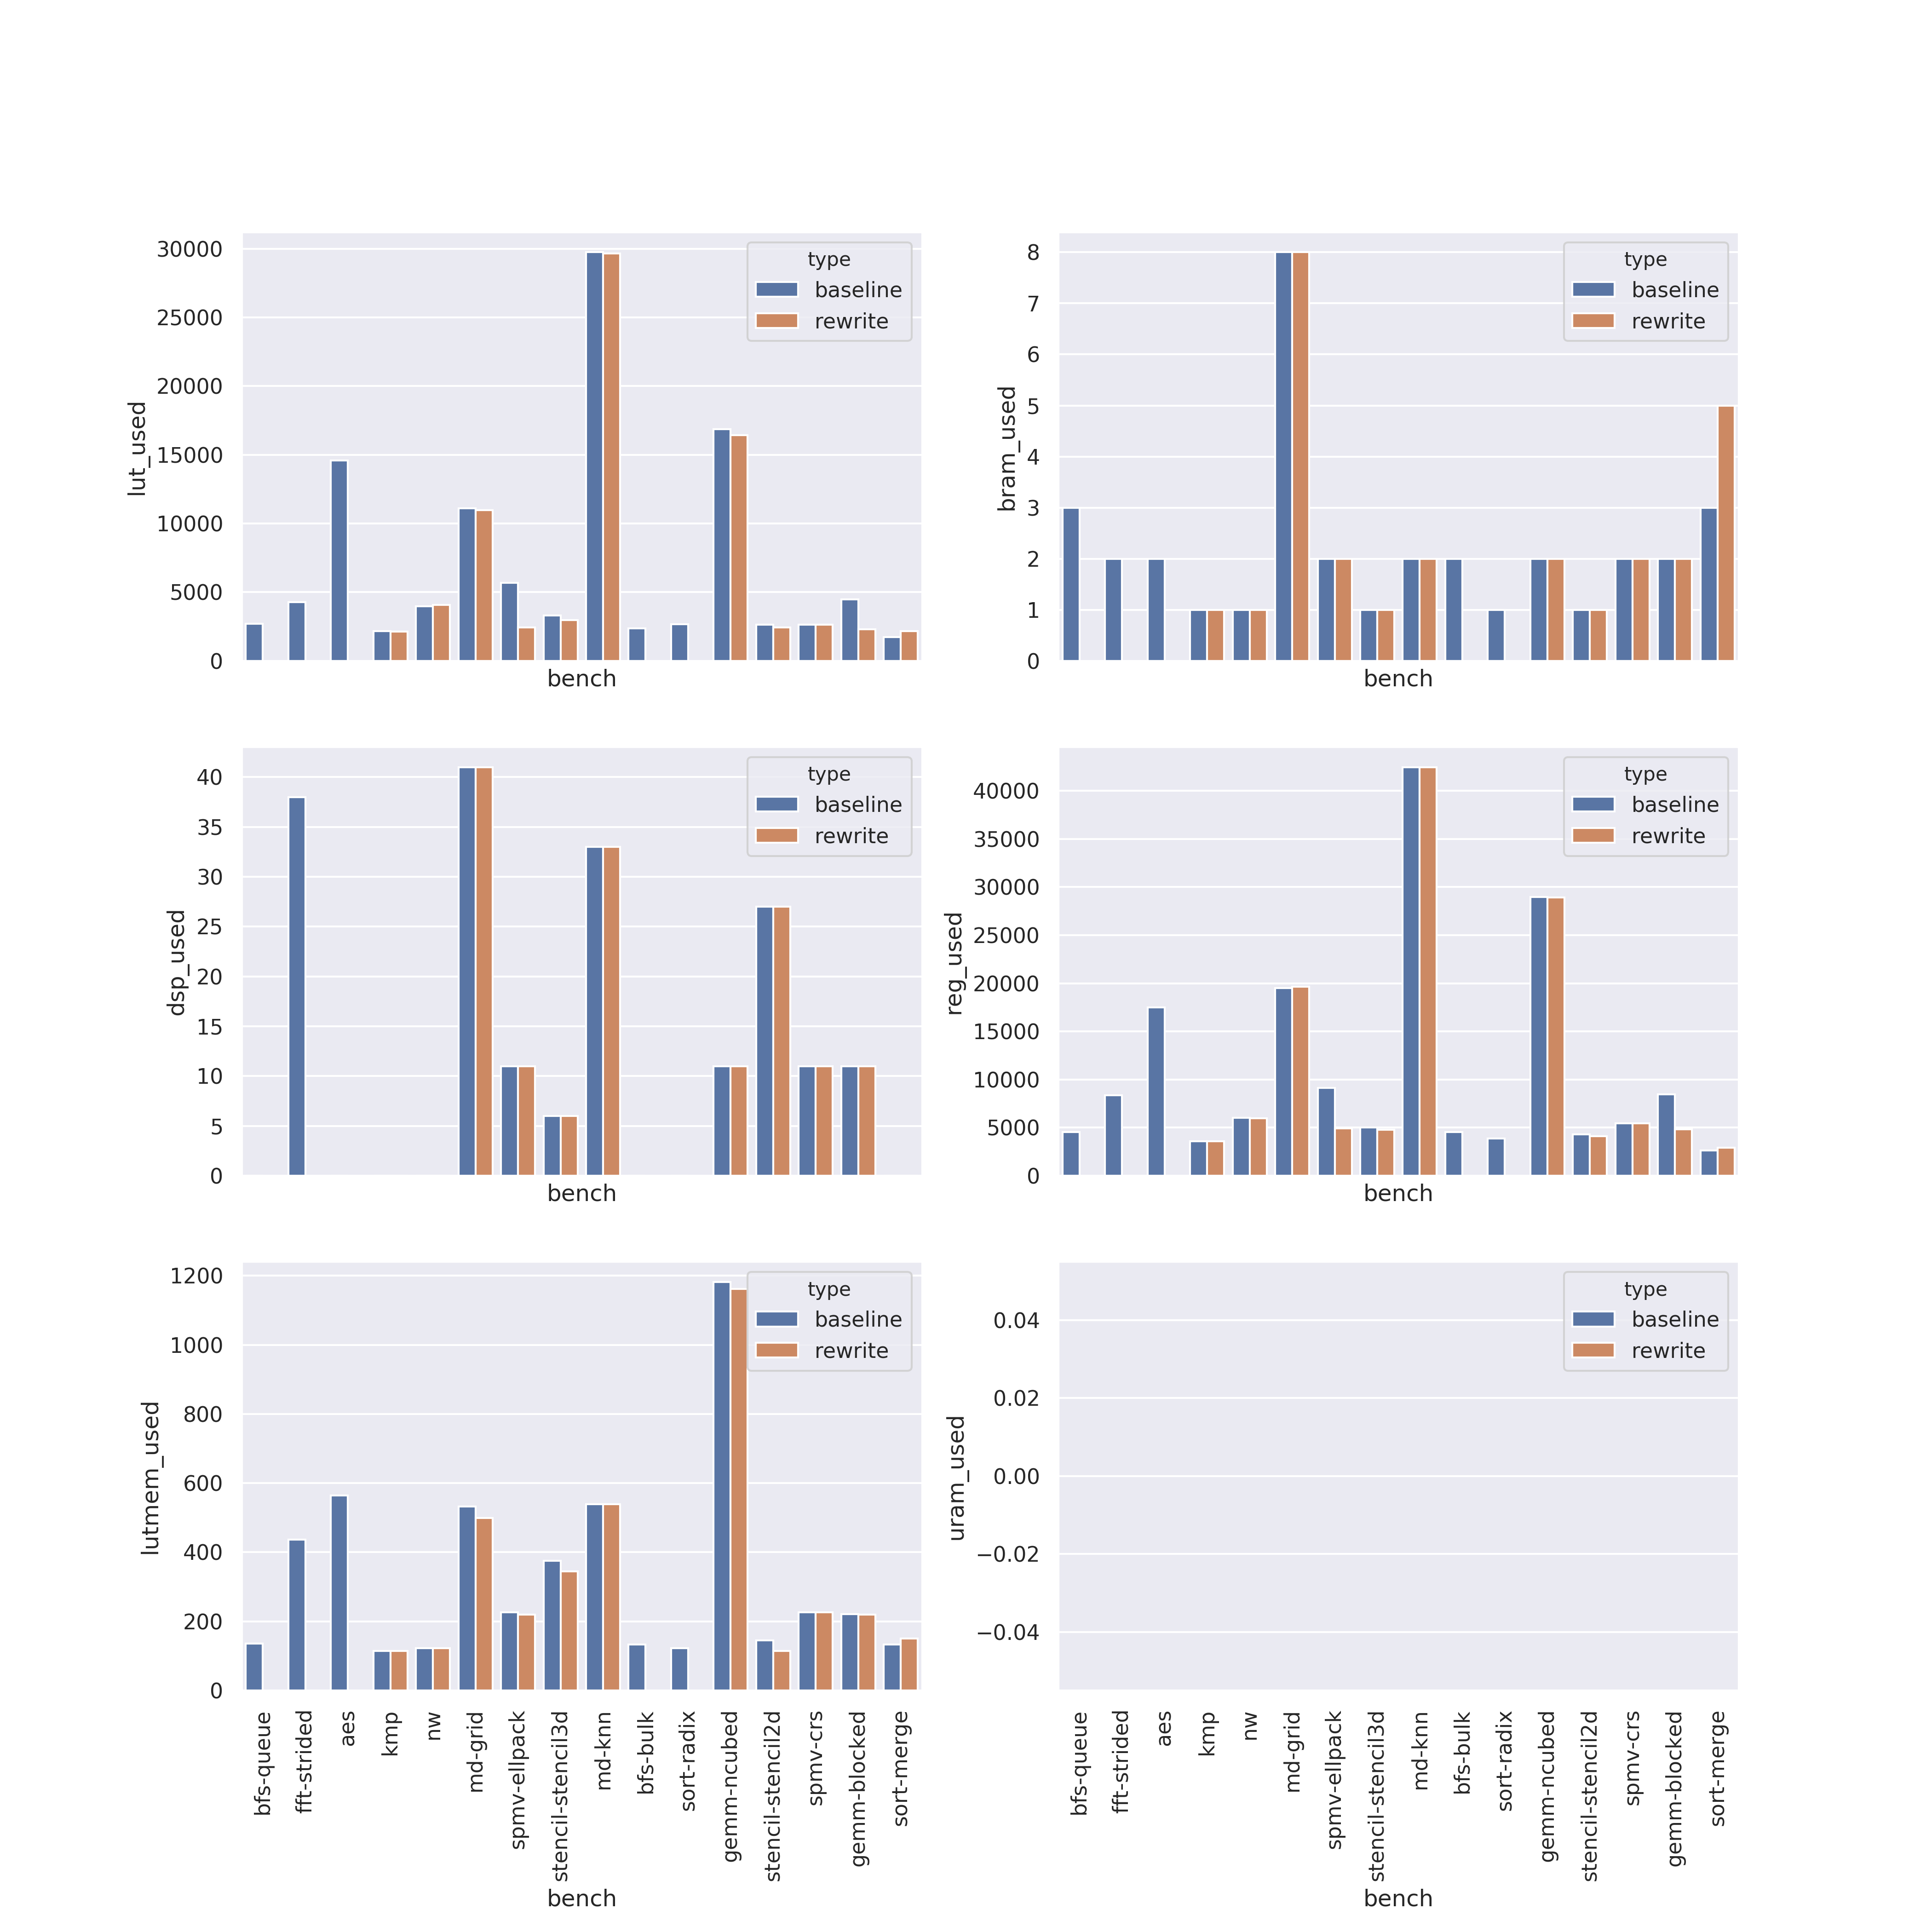 30000
25000
20000
15000
10000
5000
0
lut_used
bench
type
baseline
rewrite
8
7
6
5
4
3
2
1
0
bram_used
bench
type
baseline
rewrite
40
35
30
25
20
15
10
5
0
dsp_used
bench
type
baseline
rewrite
40000
35000
30000
25000
20000
15000
10000
5000
0
reg_used
bench
type
baseline
rewrite
1200
1000
800
600
400
200
0
lutmem_used
type
baseline
rewrite
bfs-queue
fft-strided
aes
kmp
nw
md-grid
spmv-ellpack
stencil-stencil3d
md-knn
bfs-bulk
sort-radix
gemm-ncubed
stencil-stencil2d
spmv-crs
gemm-blocked
sort-merge
bench
0.04
0.02
0.00
−0.02
−0.04
uram_used
type
baseline
rewrite
bfs-queue
fft-strided
aes
kmp
nw
md-grid
spmv-ellpack
stencil-stencil3d
md-knn
bfs-bulk
sort-radix
gemm-ncubed
stencil-stencil2d
spmv-crs
gemm-blocked
sort-merge
bench